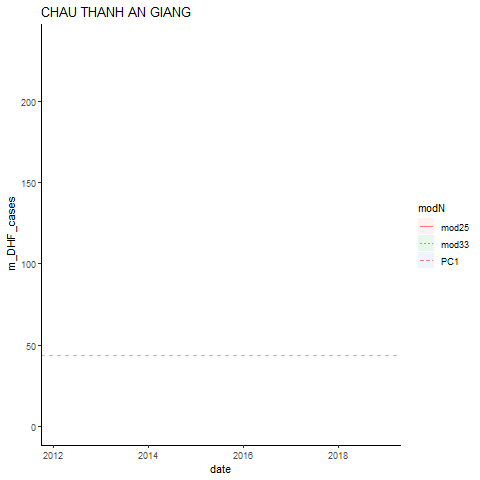 CHAU THANH AN GIANG
m_DHF_cases
200
150
100
50
0
2012
2014
2016
2018
date
modN
mod25
mod33
PC1